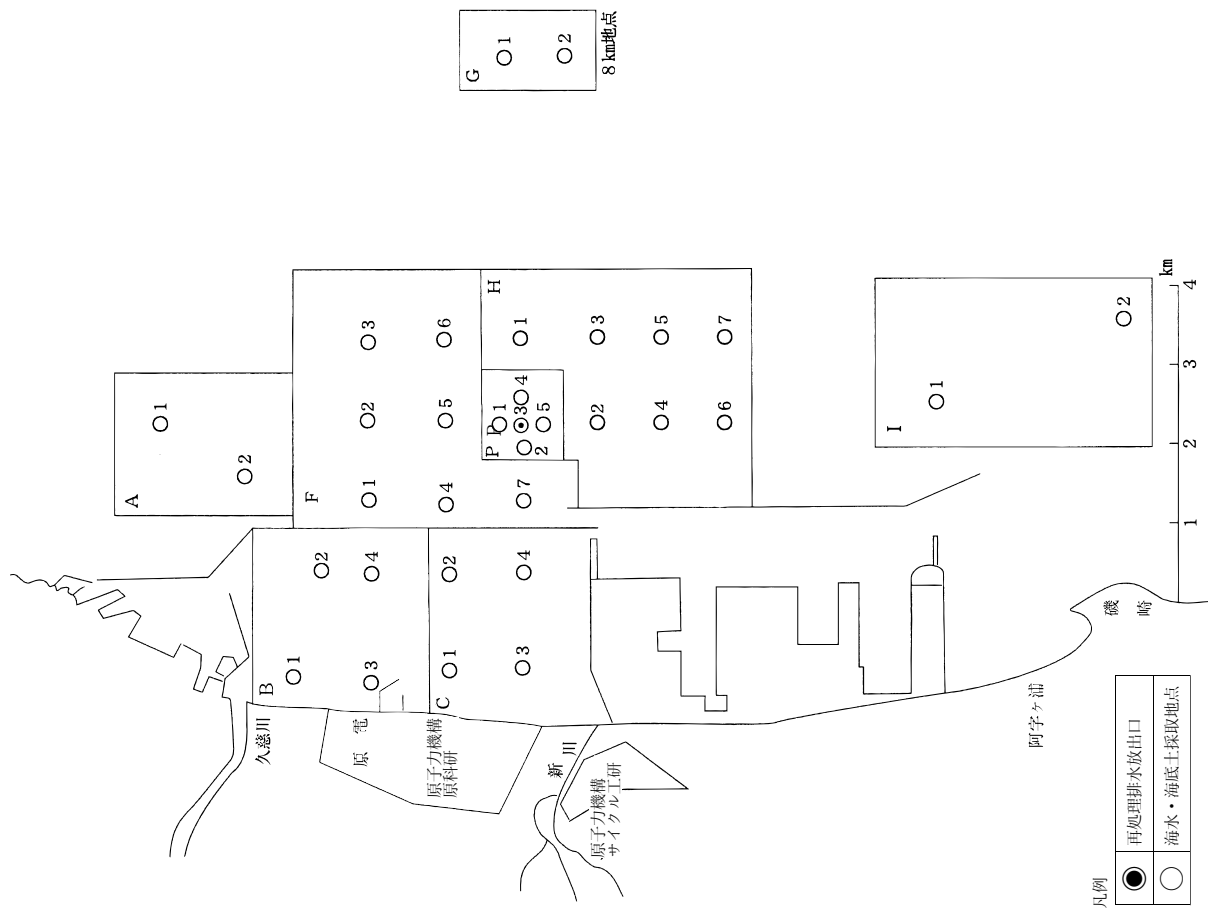 G
1
2
8km地点
A
1
2
F
1
2
3
4
5
6
7
H
1
2
3
4
5
6
7
P P
1
2
3
4
5
B
1
2
3
4
C
1
2
3
4
I
1
2
久慈川
原電
原子力機構
原科研
新川
原子力機構
サイクル工研
阿字ヶ浦
磯崎
1 2 3 4
km
凡例
再処理排水放出口
海水・海底土採取地点